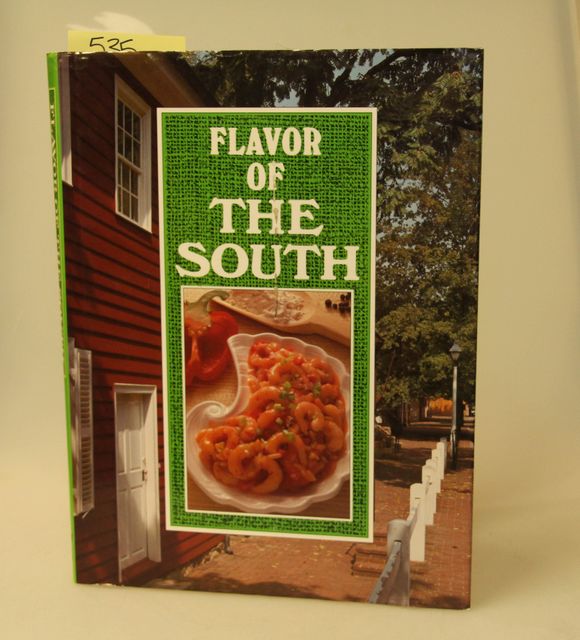 535
FLAVOR
OF
THE
SOUTH